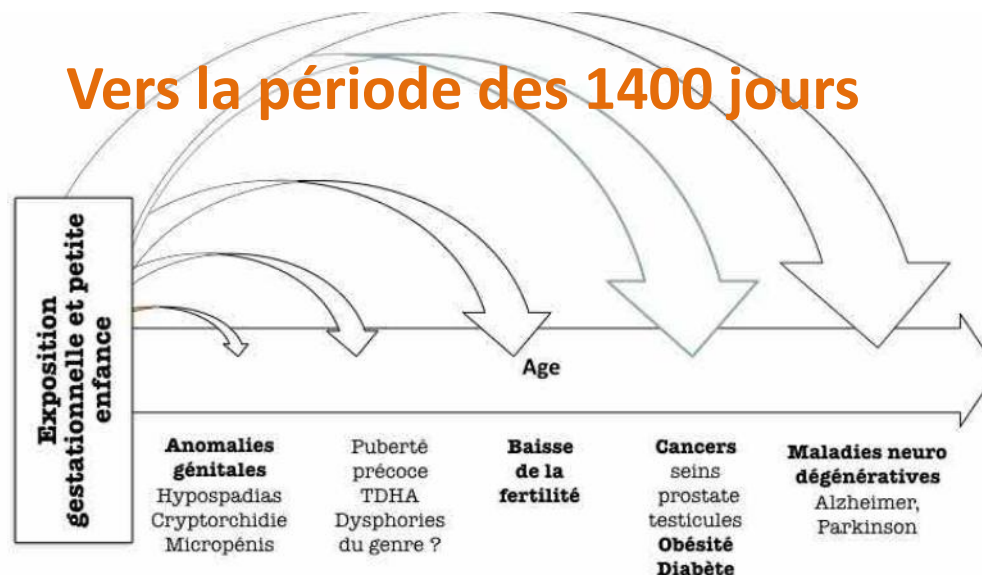 Vers la période des 1400 jours
Exposition
gestationnelle et petite
enfance
Age
Anomalies
génitales
Hypospadias
Cryptorchidie
Micropénis
Puberté
précoce
TDHA
Dysphories
du genre ?
Baisse
de la
fertilité
Cancers
seins
prostate
testicules
Obésité
Diabète
Maladies neuro
dégénératives
Alzheimer,
Parkinson